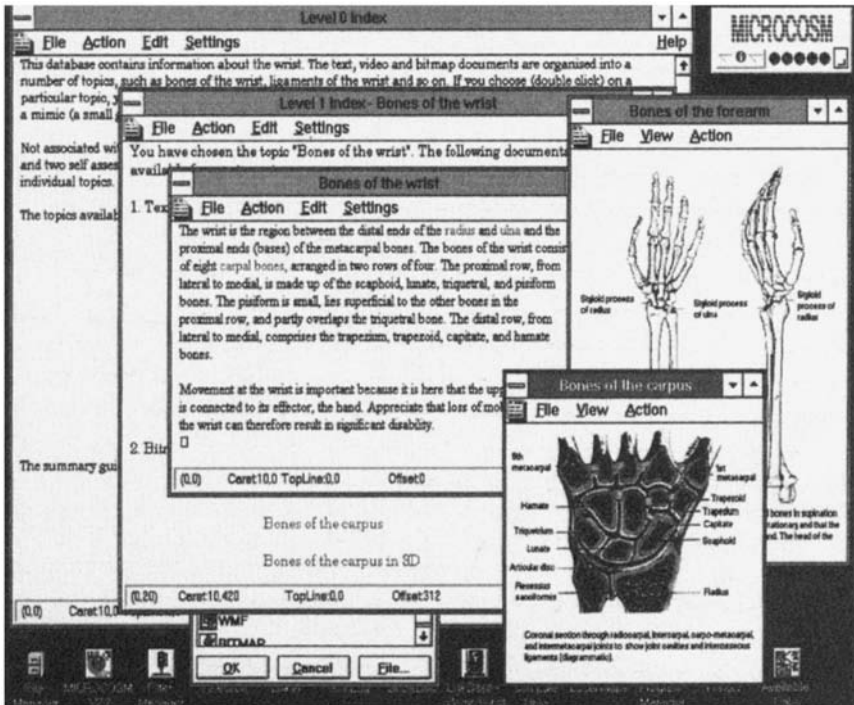 Level 0 Index
File Action Edit Settings Help
This database contains information about the wrist. The text, video and bitmap documents are organised into a
number of topics, such as bones of the wrist, ligaments of the wrist and so on. If you choose (double click) on a
particular topic,
a mimic (a small
Not associated
and two self
individual topics.
The topics
The summary
(0,0)
MICROCOSM
Level 1 Index- Bones of the wrist
File Action Edit Settings
You have chosen the topic "Bones of the wrist". The following documents
1. Text
2.
Bones of the carpus
Bones of the carpus in 3D
(0,20) Caret:10,420 TopLine:0,0 Offset:312
Bones of the wrist
File Action Edit Settings
The wrist is the region between the distal ends of the radius and ulna and the
proximal ends (bases) of the metacarpal bones. The bones of the wrist consist
of eight carpal bones, arranged in two rows of four. The proximal row, from
lateral to medial, is made up of the scaphoid, lunate, triquetral, and pisiform
bones. The pisiform is small, lies superficial to the other bones in the
proximal row, and partly overlaps the triquetral bone. The distal row, from
lateral to medial, comprises the trapezium, trapezoid, capitate, and hamate
bones.
Movement at the wrist is important because it is here that the
is connected to its effector, the hand. Appreciate that loss of
the wrist can therefore result in significant disability.
(0,0) Caret:10,0 TopLine:0,0 Offset:0
Bones of the forearm
File View Action
Styloid process
of radius
Styloid process
of ulna
Styloid
process of
radius
bones in supination
and that the
The head of the
Bones of the carpus
File View Action
5th
metacarpal
1st
metacarpal
Hamate
Trapezoid
Trapezium
Triquetrum
Capitate
Lunate
Scaphoid
Articular disc
Recessus
sacciformis
Radius
Coronal section through radiocarpal, intercarpal, carpo-metacarpal,
and intermetacarpal joints to show joint cavities and interosseous
ligaments (diagrammatic).
WMF
BITMAP
OK Cancel File...